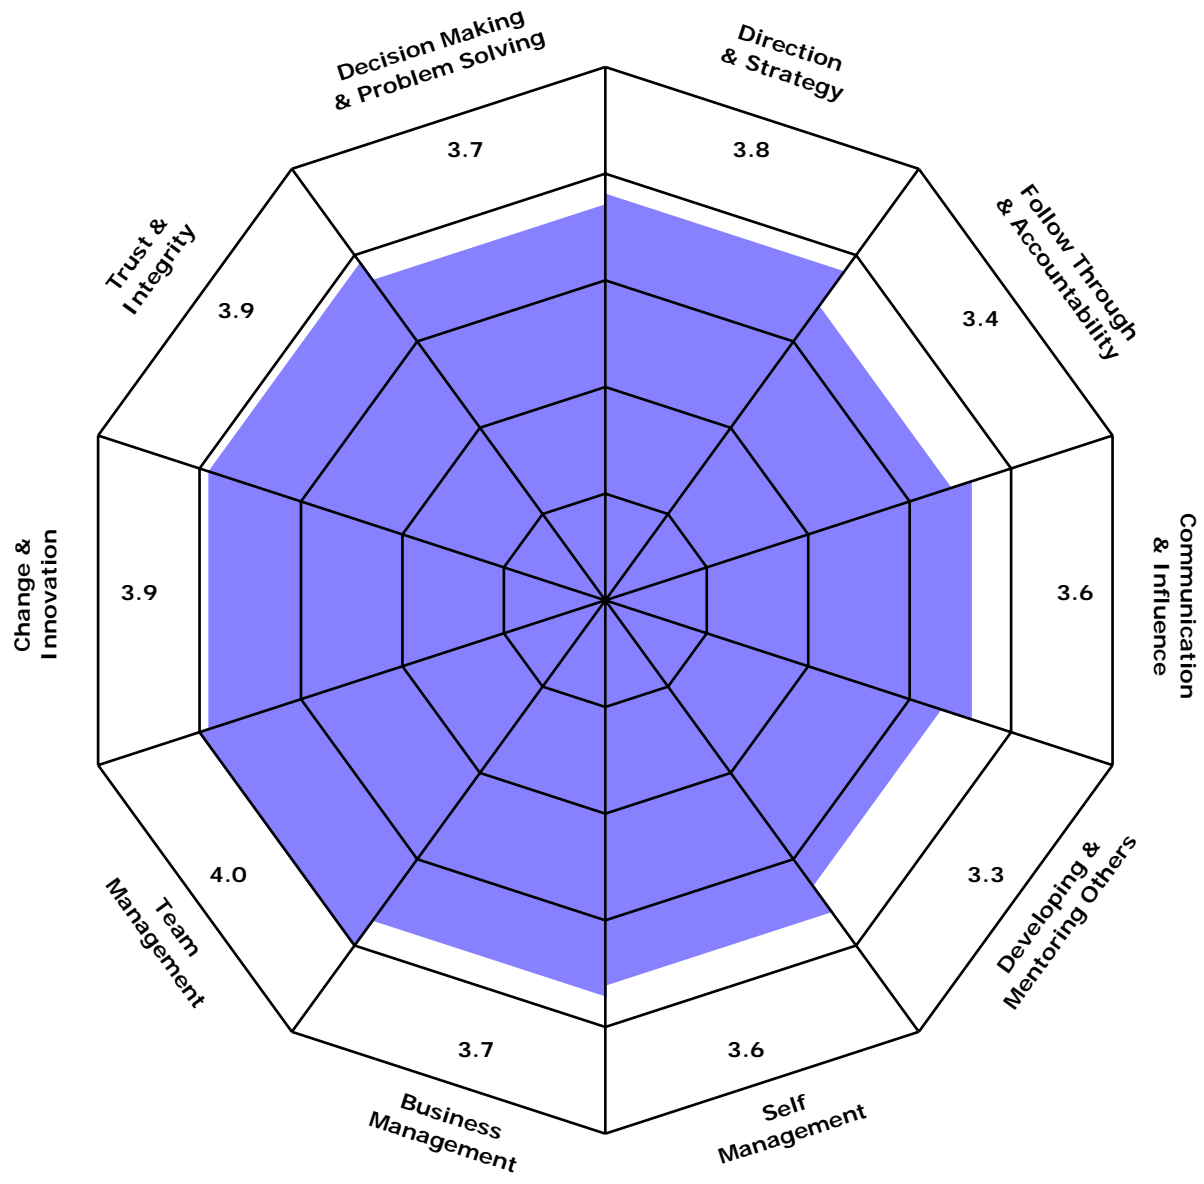 Decision Making
& Problem Solving
3.7
Direction
& Strategy
3.8
Follow Through
& Accountability
3.4
Communication
& Influence
3.6
Developing &
Mentoring Others
3.3
Self
Management
3.6
Business
Management
3.7
Team
Management
4.0
Change &
Innovation
3.9
Trust &
Integrity
3.9